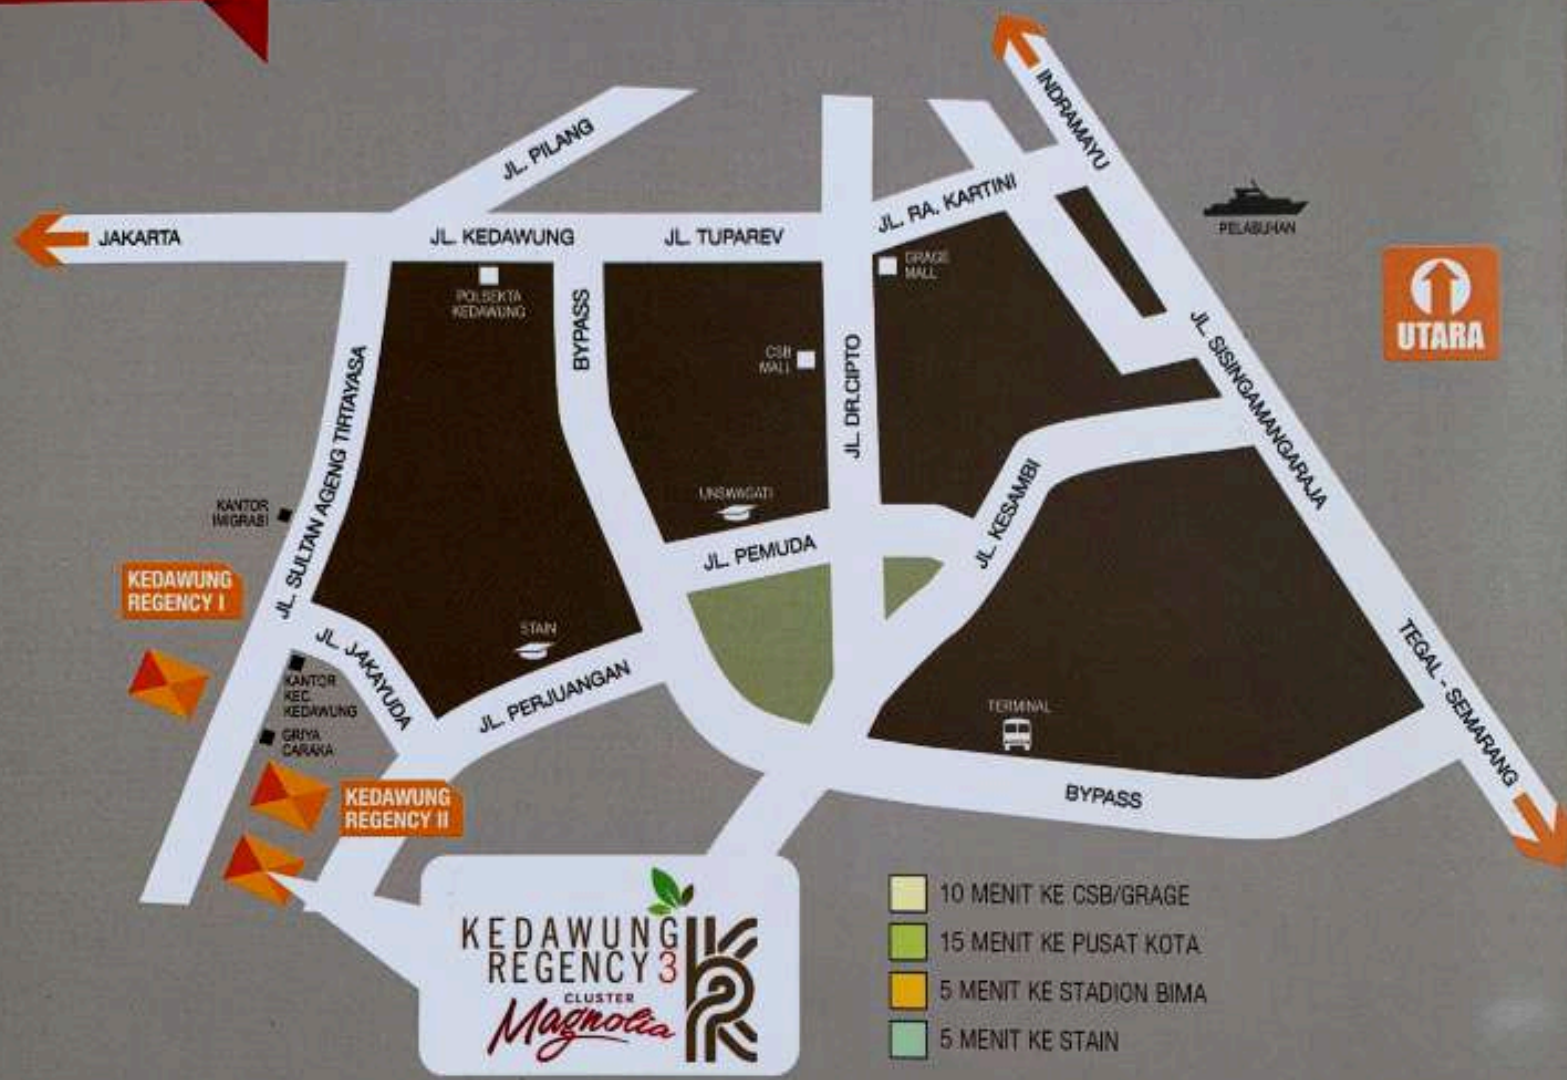 INDRAMAYU
JL. PILANG
JL. RA. KARTINI
PELABUHAN
JAKARTA
JL. KEDAWUNG
JL. TUPAREV
GRAGE
MALL
POLSEKTA
KEDAWUNG
BYPASS
UTARA
CSB
MALL
JL. DR.CIPTO
JL. SISINGAMANGARAJA
JL. SULTAN AGENG TIRTAYASA
UNSWAGATI
KANTOR
IMIGRASI
JL. KESAMBI
JL. PEMUDA
KEDAWUNG
REGENCY I
JL. JAKAYUDA
STAIN
TEGAL - SEMARANG
KANTOR
KEC.
KEDAWUNG
JL. PERJUANGAN
TERMINAL
GRIYA
CARAKA
KEDAWUNG
REGENCY II
BYPASS
KEDAWUNG
REGENCY 3
CLUSTER
Magnolia
KR
10 MENIT KE CSB/GRAGE
15 MENIT KE PUSAT KOTA
5 MENIT KE STADION BIMA
5 MENIT KE STAIN